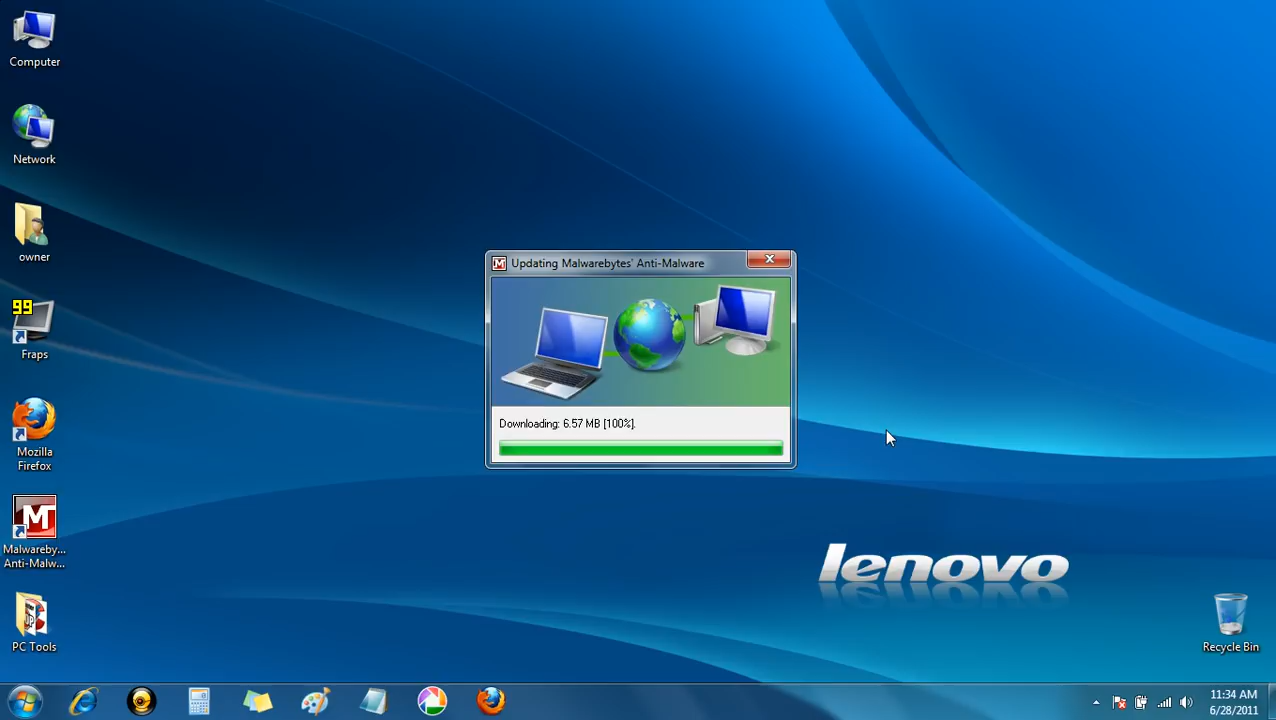 Computer
Network
owner
99
Fraps
Mozilla
Firefox
M
Malwareby...
Anti-Malw...
PC Tools
M Updating Malwarebytes' Anti-Malware
Downloading: 6.57 MB [100%].
lenovo
Recycle Bin
11:34 AM
6/28/2011